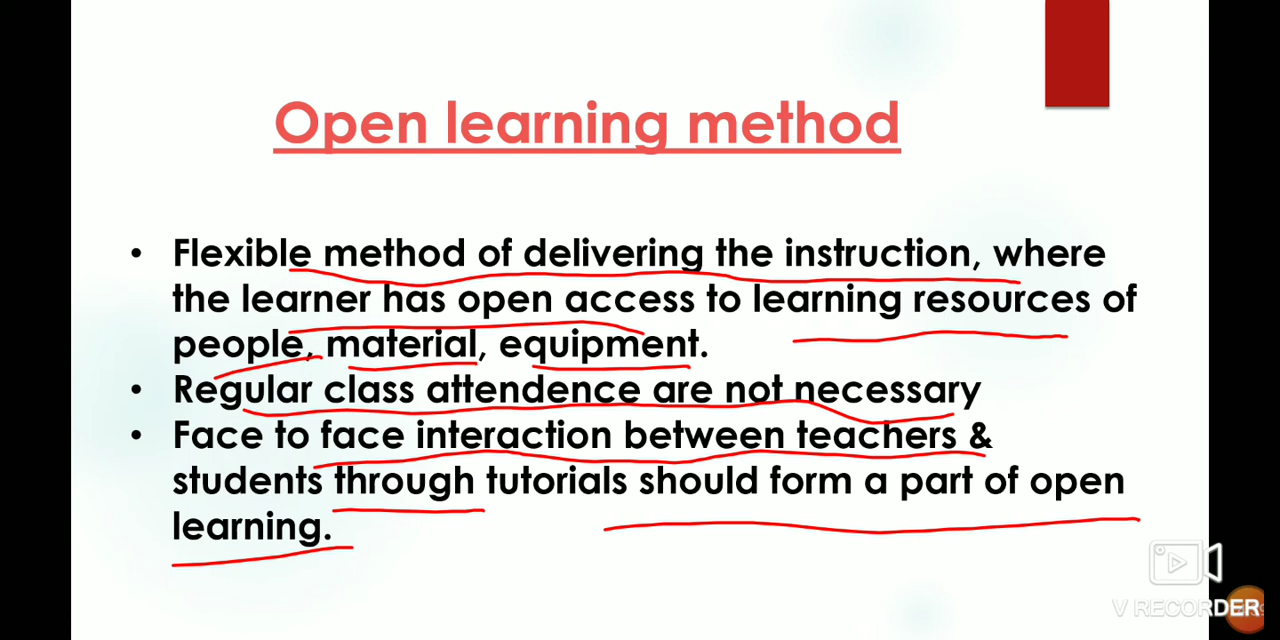 Open learning method
• Flexible method of delivering the instruction, where
the learner has open access to learning resources of
people, material, equipment.
• Regular class attendence are not necessary
• Face to face interaction between teachers &
students through tutorials should form a part of open
learning.
V RECORDER